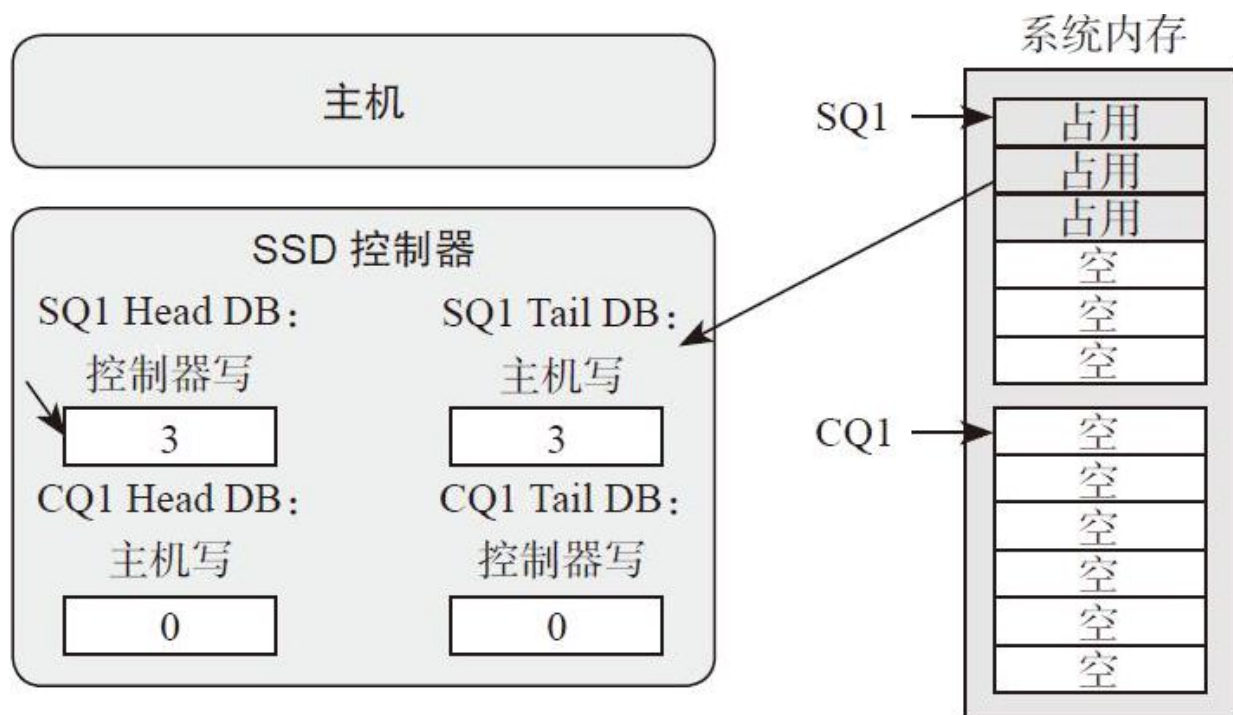 系统内存
主机
SQ1
占用
占用
占用
空
空
空
SSD 控制器
SQ1 Head DB：
控制器写
3
SQ1 Tail DB：
主机写
3
CQ1 Head DB：
主机写
0
CQ1 Tail DB：
控制器写
0
CQ1
空
空
空
空
空
空